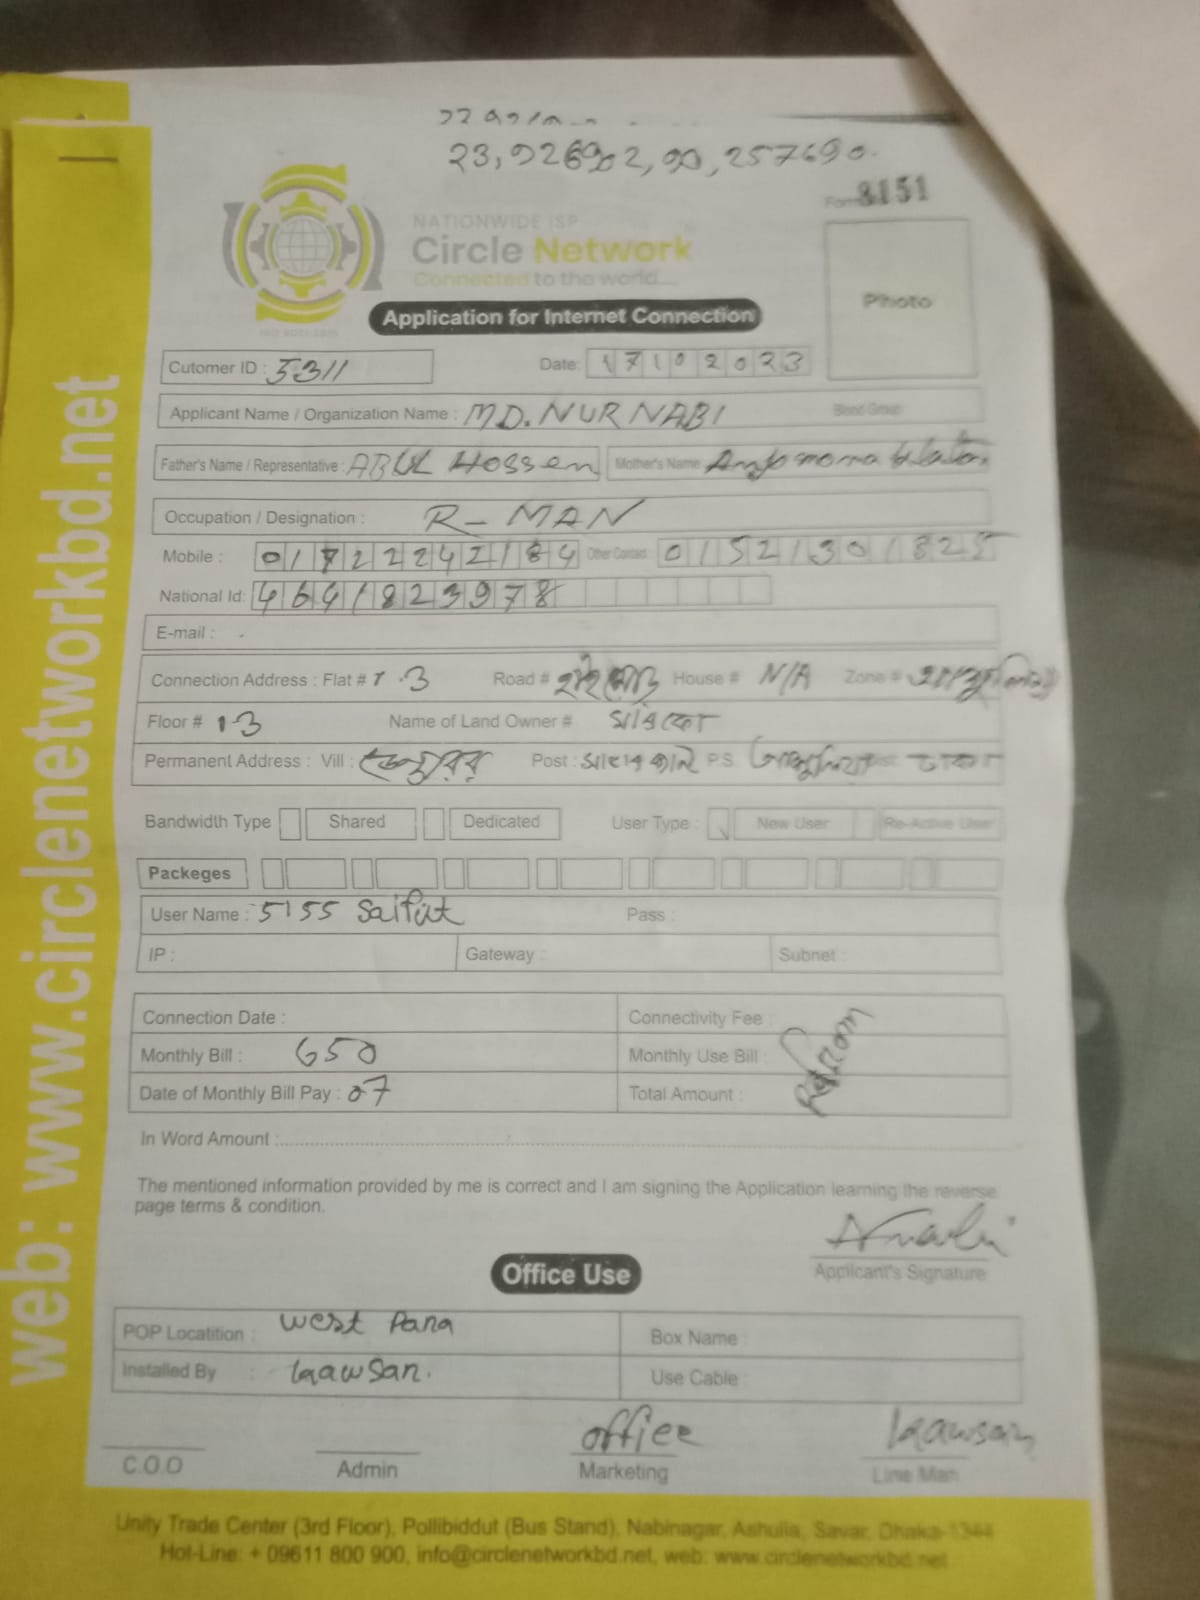 23,926902,90,257690.
Form 8151
NATIONWIDE ISP
Circle Network
Connected to the world....
Photo
Application for Internet Connection
Cutomer ID : 5311 Date: 17102023
Applicant Name / Organization Name : MD. NUR NABI Blood Group
Father's Name / Representative : ABUL Hossen Mother's Name
Occupation / Designation : R-MAN
Mobile : 01722242184 Other Contact 01521301825
National Id: 4641823978
E-mail :
Connection Address : Flat # 3 Road # House # N/A Zone #
Floor # 13 Name of Land Owner #
Permanent Address : Vill : Post : P.S. ঢাকা
Bandwidth Type Shared Dedicated User Type : New User Re-Active User
Packeges
User Name : 5155 Saifut Pass :
IP : Gateway : Subnet :
Connection Date : Connectivity Fee :
Monthly Bill : 650 Monthly Use Bill :
Date of Monthly Bill Pay : 07 Total Amount :
In Word Amount :
The mentioned information provided by me is correct and I am signing the Application learning the reverse
page terms & condition.
Applicant's Signature
Office Use
POP Locatition : west Para Box Name :
Installed By : kawsan. Use Cable :
office kawsan
C.O.O Admin Marketing Line Man
Unity Trade Center (3rd Floor), Pollibiddut (Bus Stand), Nabinagar, Ashulia, Savar, Dhaka-1344
Hot-Line: + 09611 800 900, info@circlenetworkbd.net, web: www.circlenetworkbd.net
web: www.circlenetworkbd.net